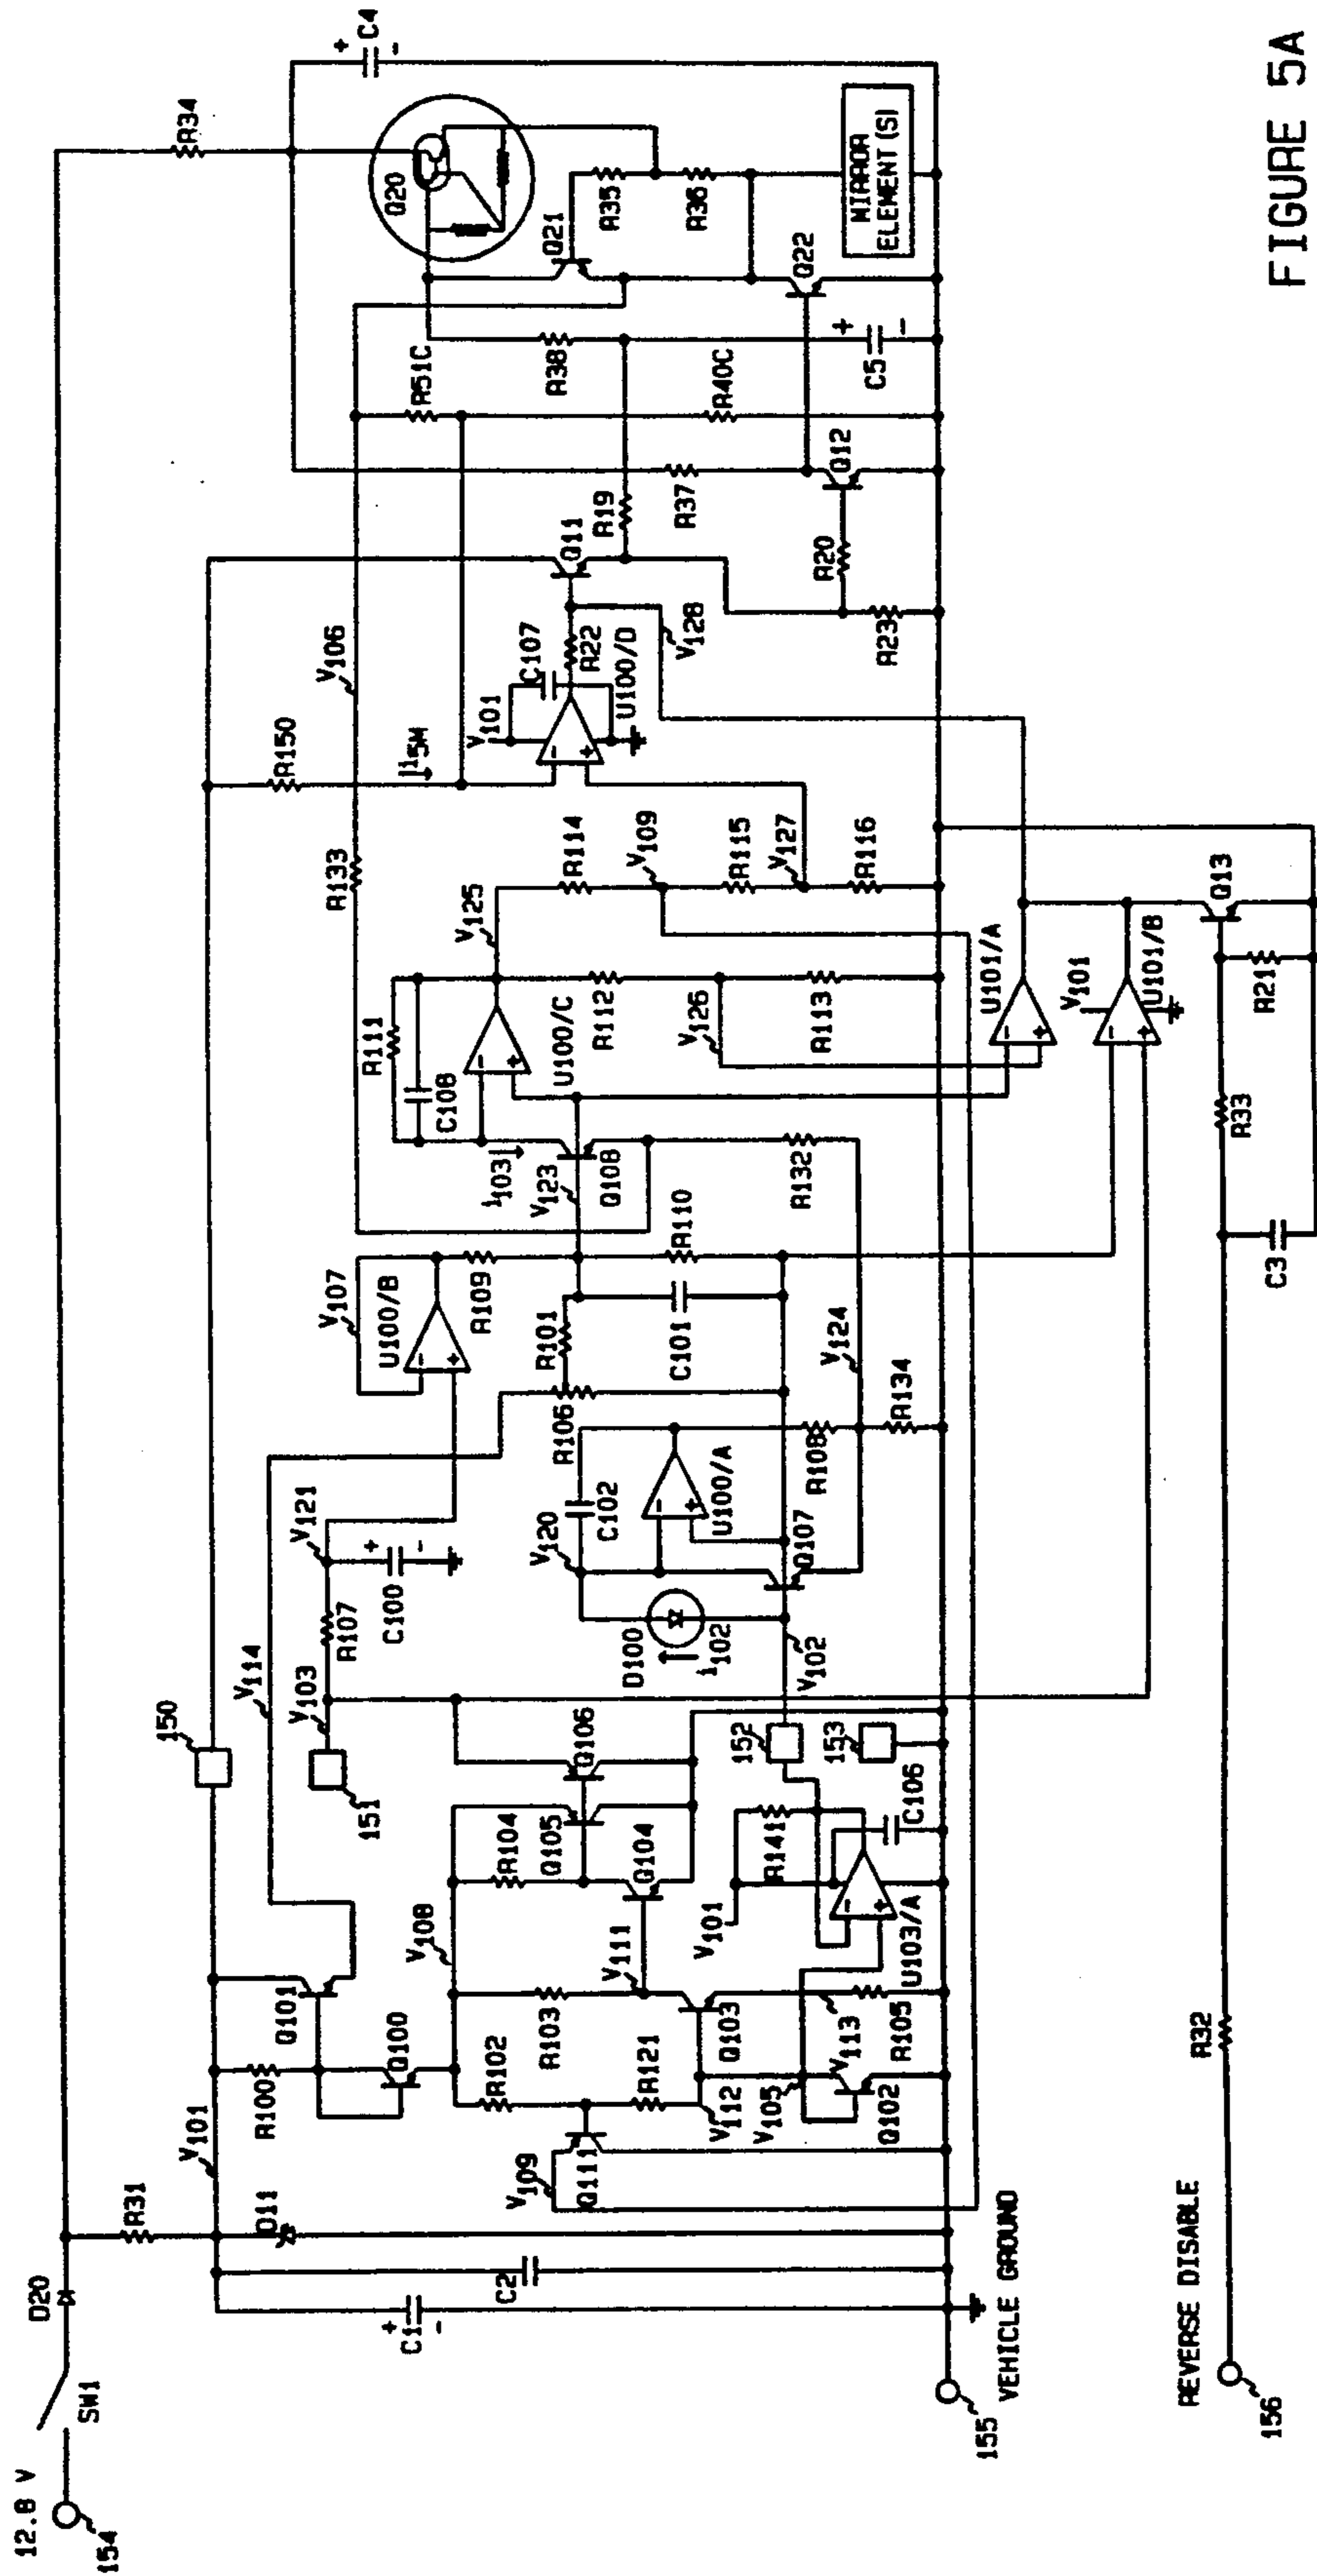 12.8 V
154
SW1
D20
R31
R34
C4
+
-
V101
150
R150
V106
R133
V114
V103
151
R107
V121
C100
+
-
V107
U100/B
R109
R111
C108
V125
i5M
V101
C107
U100/D
R22
Q11
R19
R51C
R38
Q20
Q21
R35
R36
MIRROR
ELEMENT(S)
Q22
C5
+
-
R40C
R37
Q12
R20
R23
V128
R100
Q101
Q100
V108
R104
Q105
Q106
Q104
R103
V111
R102
R121
Q103
V109
Q111
V112
V105
V113
Q102
R105
D11
C2
C1
+
-
V101
R141
U103/A
C106
152
153
V102
D100
i102
V120
C102
U100/A
Q107
R108
R134
V124
R106
R101
C101
R110
V123
i103
Q108
R132
U100/C
R112
V126
R113
R114
V109
R115
V127
R116
155
VEHICLE GROUND
U101/A
V101
U101/B
Q13
R21
R33
C3
R32
REVERSE DISABLE
156
FIGURE 5A